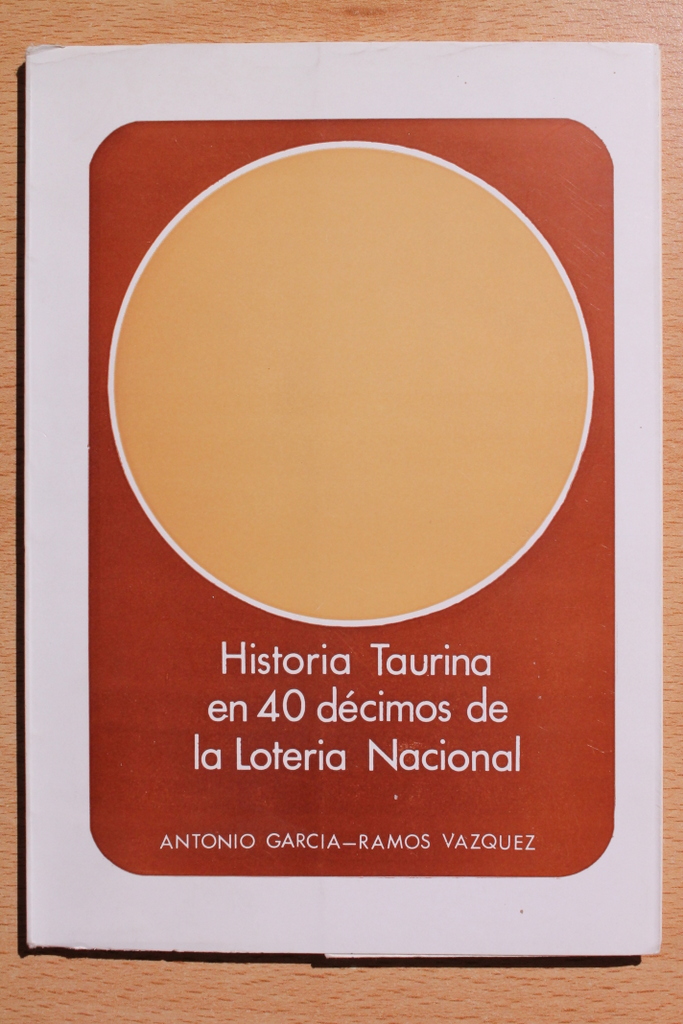 Historia Taurina
en 40 décimos de
la Loteria Nacional
ANTONIO GARCIA—RAMOS VAZQUEZ